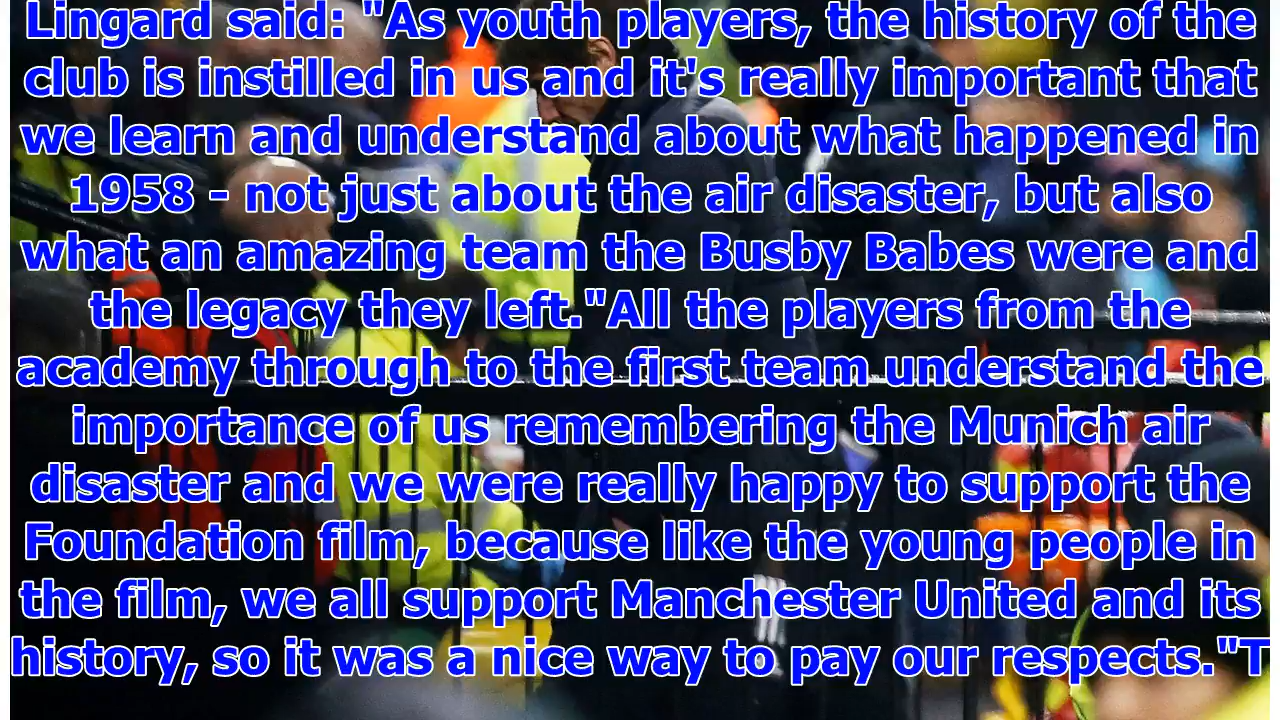 Lingard said: "As youth players, the history of the
club is instilled in us and it's really important that
we learn and understand about what happened in
1958 - not just about the air disaster, but also
what an amazing team the Busby Babes were and
the legacy they left."All the players from the
academy through to the first team understand the
importance of us remembering the Munich air
disaster and we were really happy to support the
Foundation film, because like the young people in
the film, we all support Manchester United and its
history, so it was a nice way to pay our respects."T